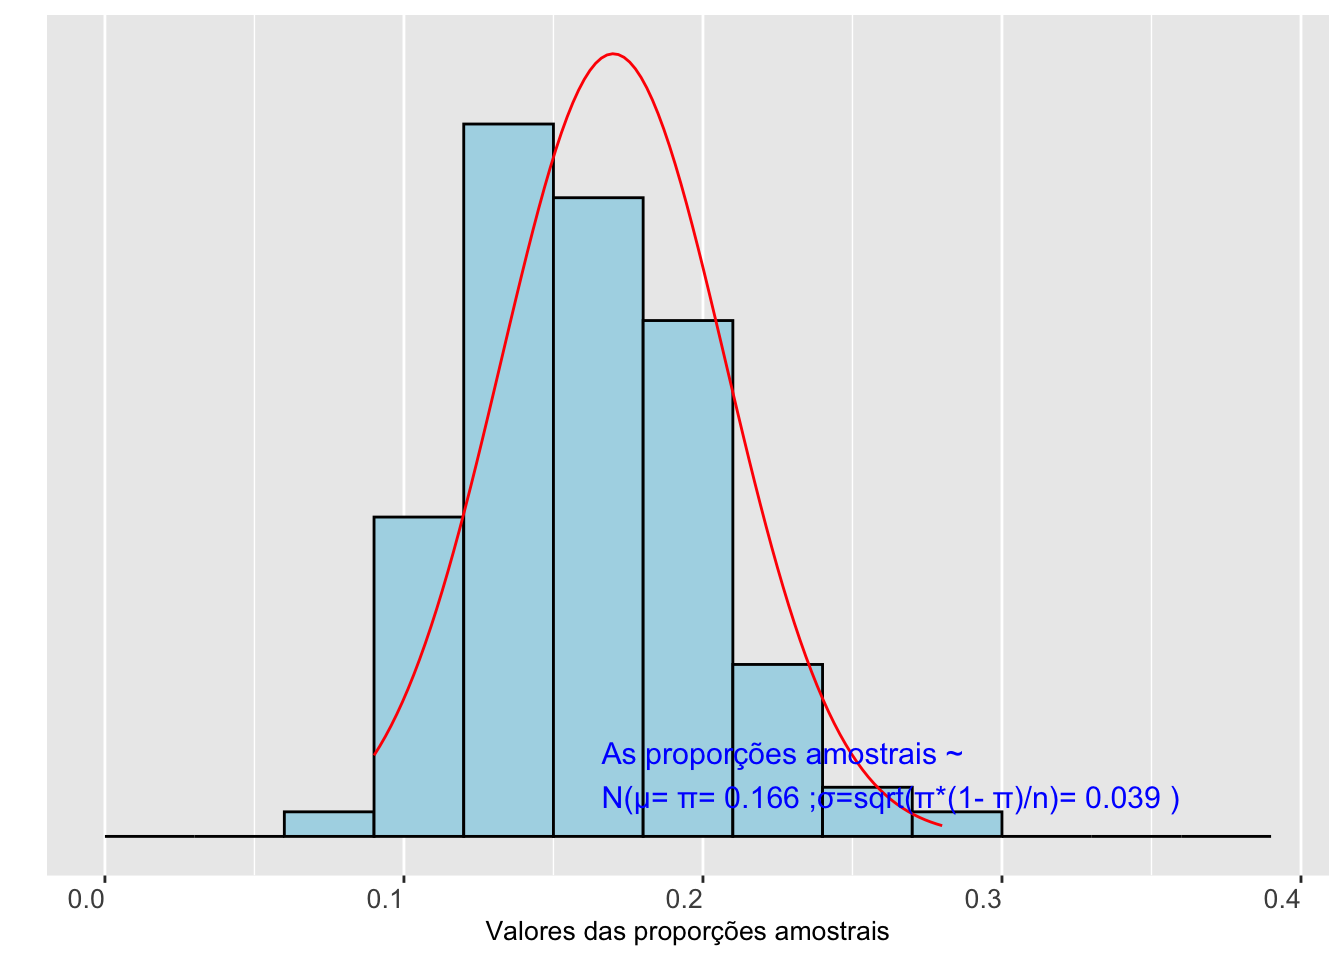 As proporções amostrais ~
N(μ= π= 0.166 ;σ=sqrt(π*(1- π)/n)= 0.039 )
0.0 0.1 0.2 0.3 0.4
Valores das proporções amostrais